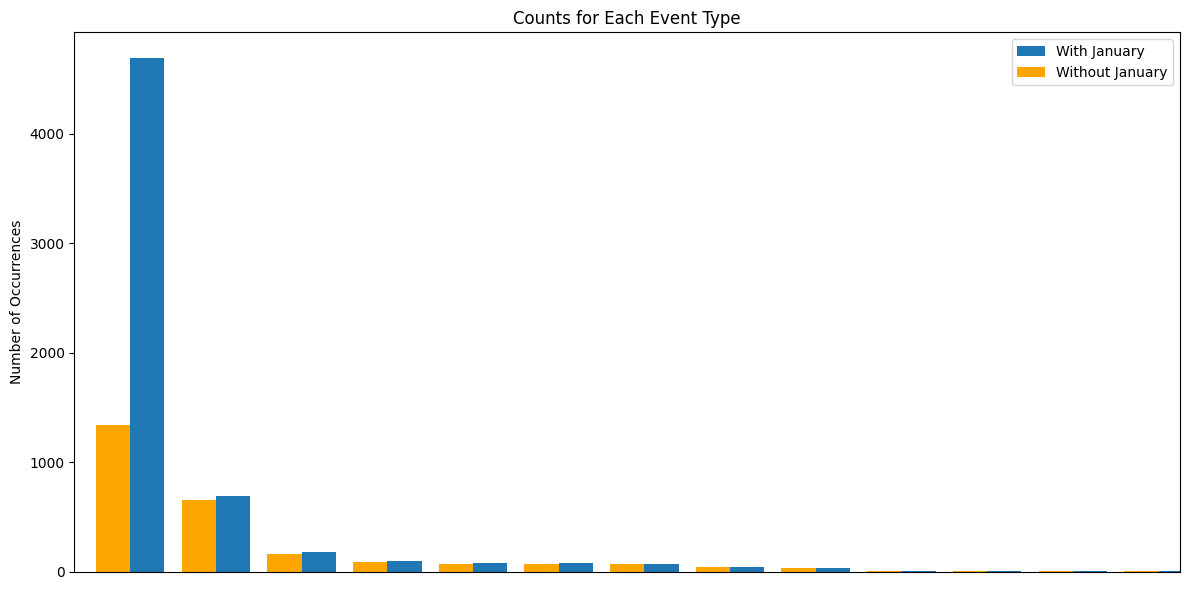 Counts for Each Event Type
With January
Without January
Number of Occurrences
4000
3000
2000
1000
0